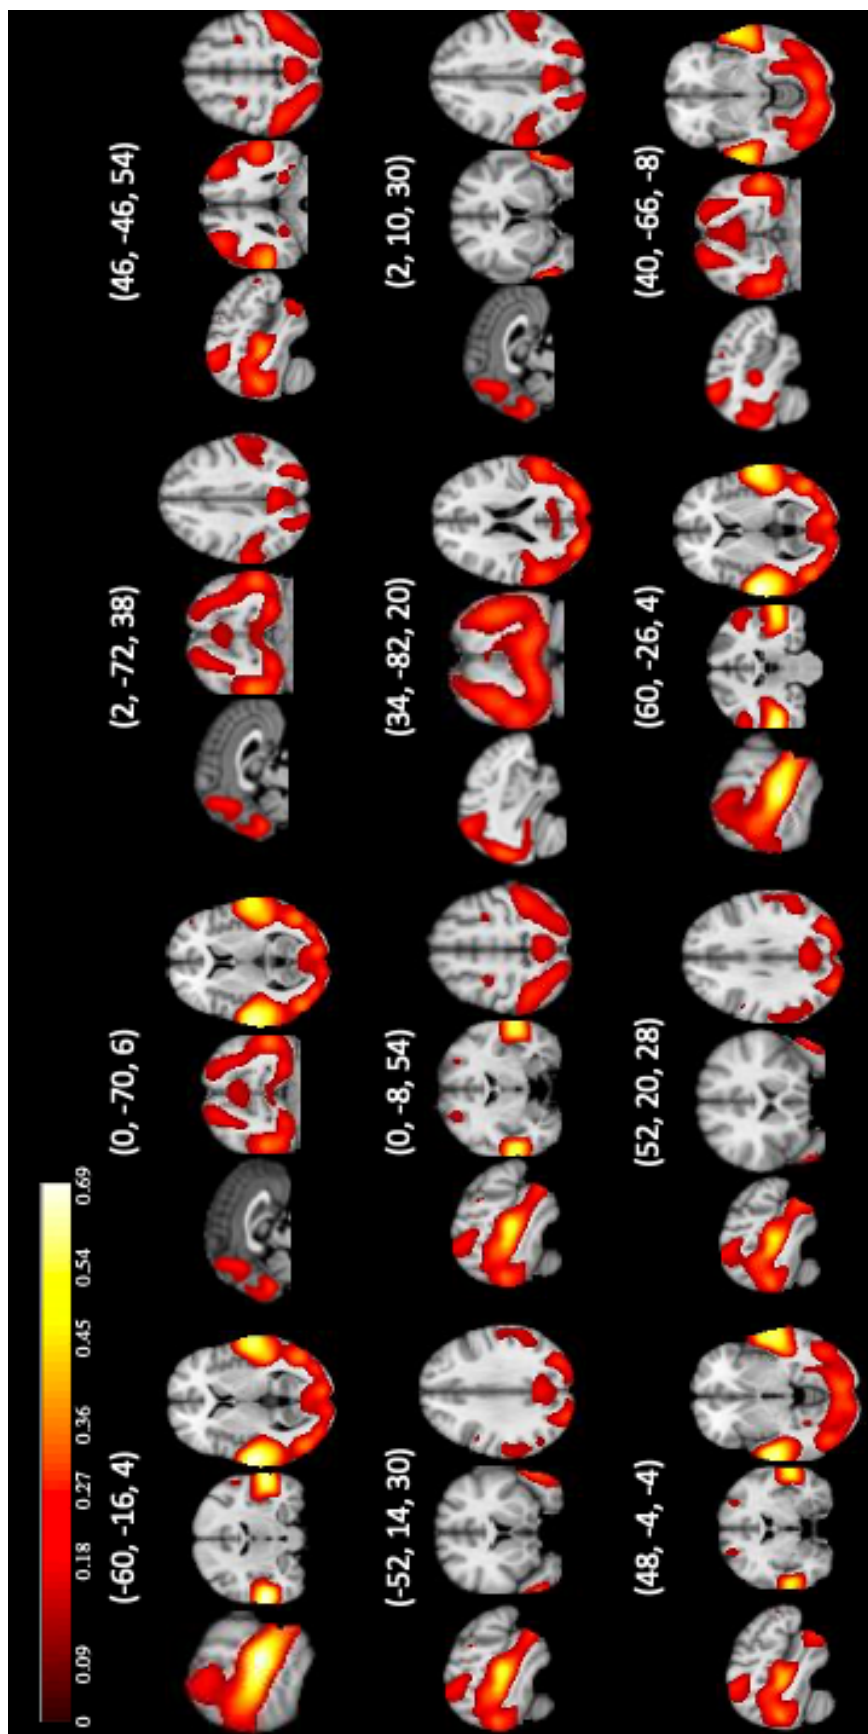 0 0.09 0.18 0.27 0.36 0.45 0.54 0.69
(-60, -16, 4) (0, -70, 6) (2, -72, 38) (46, -46, 54)
(-52, 14, 30) (0, -8, 54) (34, -82, 20) (2, 10, 30)
(48, -4, -4) (52, 20, 28) (60, -26, 4) (40, -66, -8)